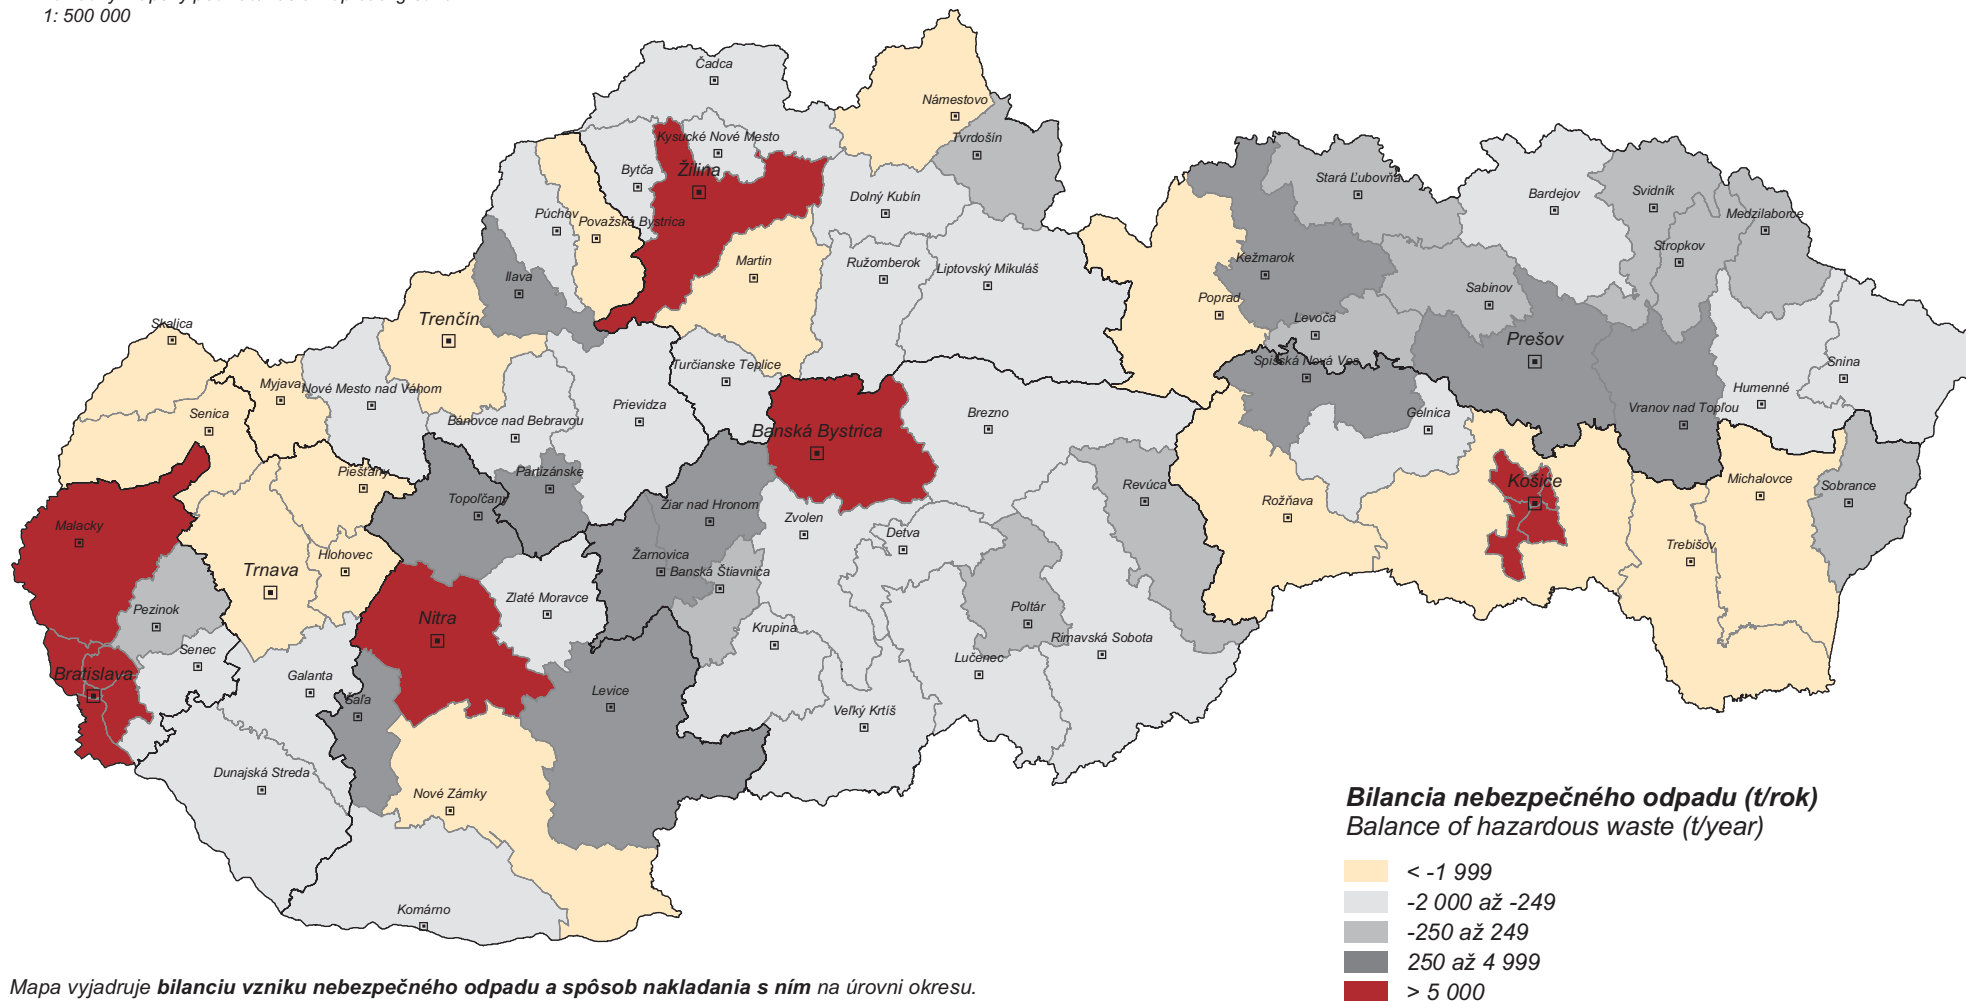 1: 500 000
Čadca
Námestovo
Kysucké Nové Mesto
Tvrdošín
Bytča
Žilina
Stará Ľubovňa
Bardejov
Svidník
Dolný Kubín
Medzilaborce
Púchov
Považská Bystrica
Stropkov
Ilava
Martin
Ružomberok
Liptovský Mikuláš
Kežmarok
Sabinov
Poprad
Trenčín
Levoča
Skalica
Prešov
Spišská Nová Ves
Turčianske Teplice
Snina
Myjava
Nové Mesto nad Váhom
Humenné
Senica
Bánovce nad Bebravou
Prievidza
Banská Bystrica
Brezno
Gelnica
Vranov nad Topľou
Piešťany
Partizánske
Topoľčany
Žiar nad Hronom
Revúca
Rožňava
Košice
Michalovce
Sobrance
Malacky
Zvolen
Detva
Hlohovec
Žarnovica
Banská Štiavnica
Trebišov
Trnava
Pezinok
Nitra
Zlaté Moravce
Krupina
Poltár
Rimavská Sobota
Senec
Lučenec
Bratislava
Galanta
Šaľa
Levice
Veľký Krtíš
Dunajská Streda
Nové Zámky
Komárno
Bilancia nebezpečného odpadu (t/rok)
Balance of hazardous waste (t/year)
< -1 999
-2 000 až -249
-250 až 249
250 až 4 999
> 5 000
Mapa vyjadruje bilanciu vzniku nebezpečného odpadu a spôsob nakladania s ním na úrovni okresu.